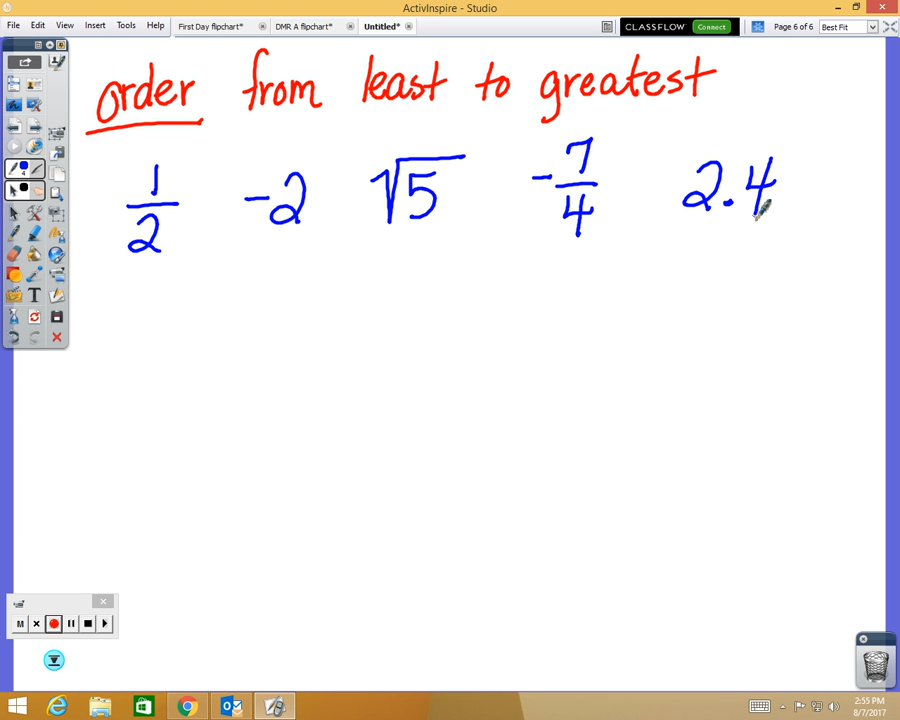 ActivInspire - Studio
File Edit View Insert Tools Help First Day flipchart* DMR A flipchart* Untitled* CLASSFLOW Connect Page 6 of 6 Best Fit
order from least to greatest
1/2 -2 √5 -7/4 2.4
4
T
M
2:55 PM
8/7/2017